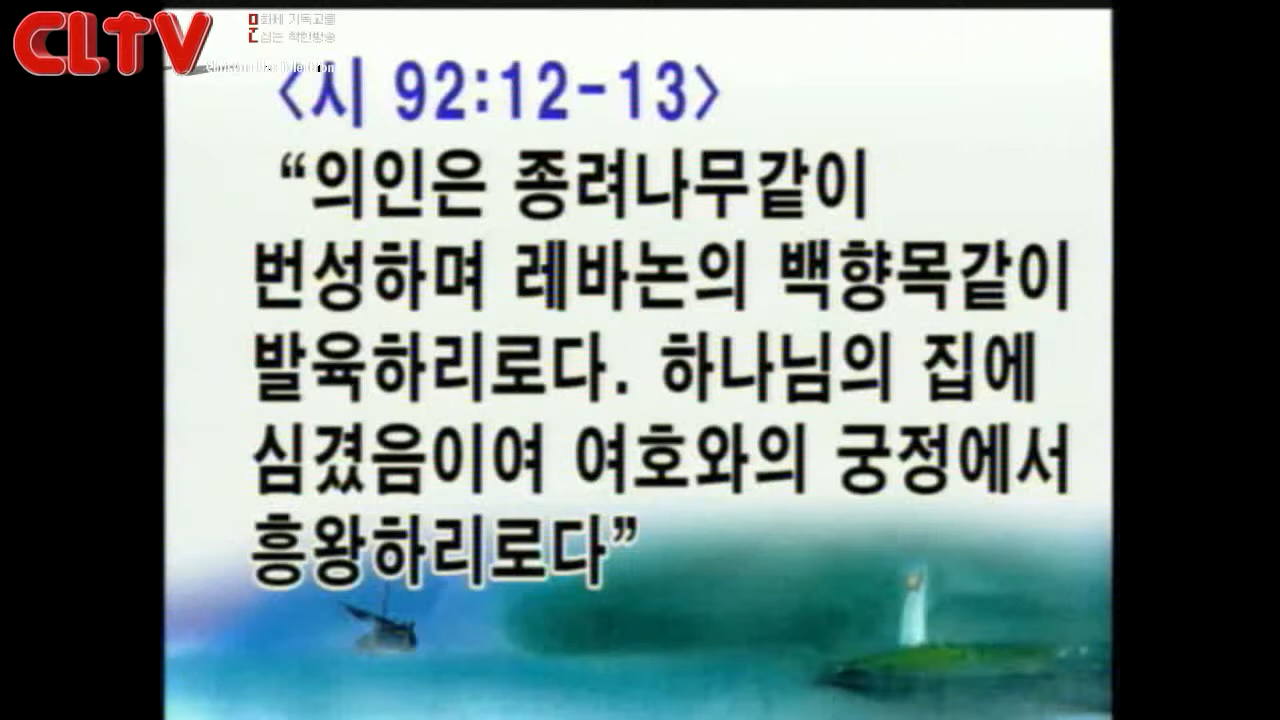 CLTV
<시 92:12-13>
“의인은 종려나무같이
번성하며 레바논의 백향목같이
발육하리로다. 하나님의 집에
심겼음이여 여호와의 궁정에서
흥왕하리로다”